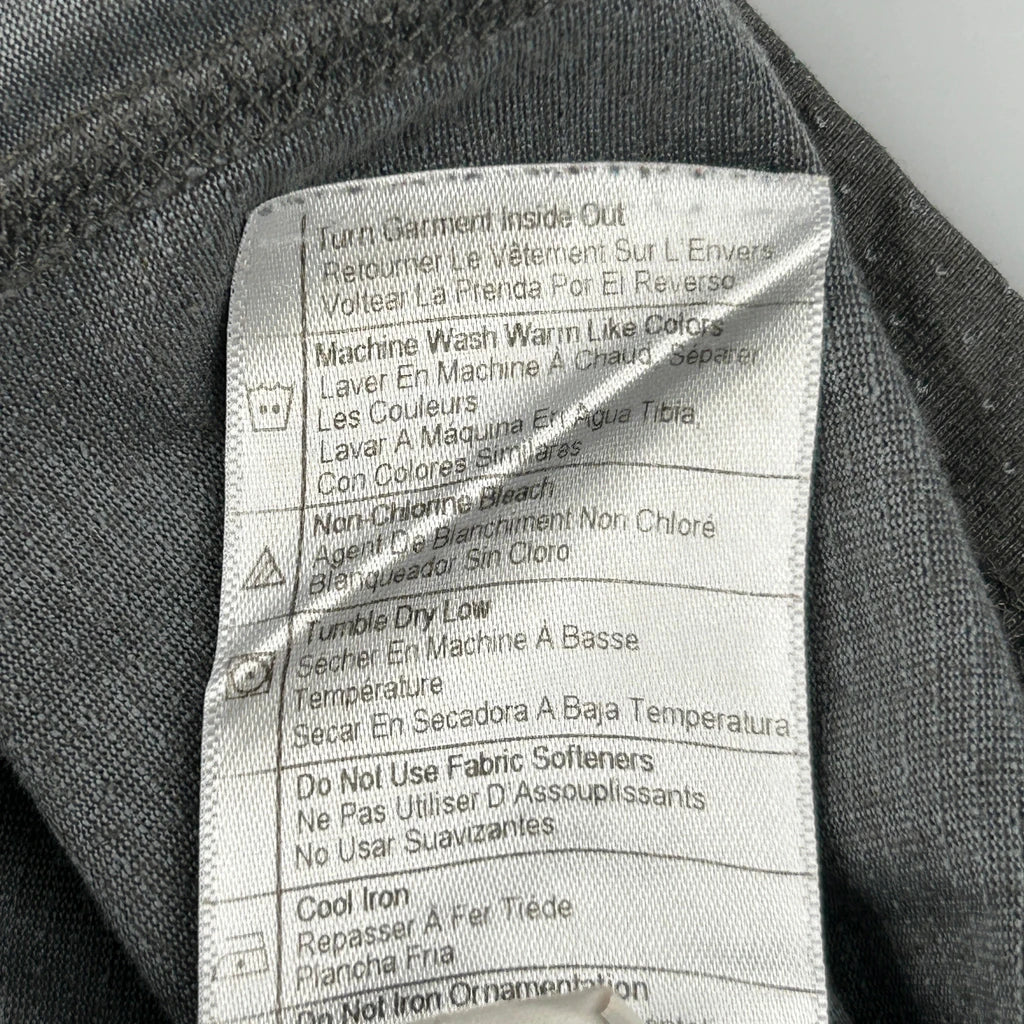 Turn Garment Inside Out
Retourner Le Vêtement Sur L'Envers
Voltear La Prenda Por El Reverso
Machine Wash Warm Like Colors
Laver En Machine À Chaud, Séparer
Les Couleurs
Lavar A Maquina En Agua Tibia,
Con Colores Similares
Non-Chlorine Bleach
Agent De Blanchiment Non Chloré
Blanqueador Sin Cloro
Tumble Dry Low
Sécher En Machine À Basse
Température
Secar En Secadora A Baja Temperatura
Do Not Use Fabric Softeners
Ne Pas Utiliser D'Assouplissants
No Usar Suavizantes
Cool Iron
Repasser À Fer Tiède
Plancha Fria
Do Not Iron Ornamentation